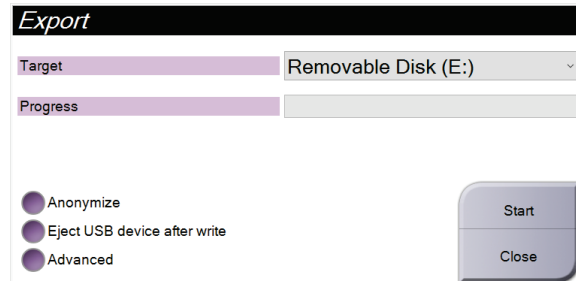 Export
Target
Removable Disk (E:)
Progress
Anonymize
Eject USB device after write
Advanced
Start
Close